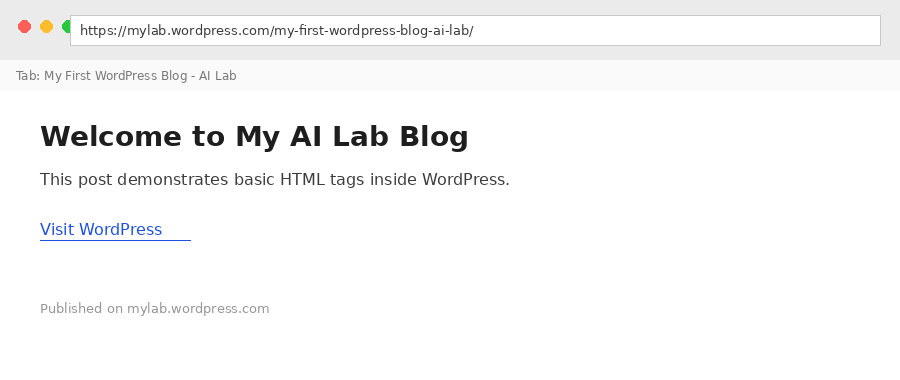 https://mylab.wordpress.com/my-first-wordpress-blog-ai-lab/
Tab: My First WordPress Blog - AI Lab
Welcome to My AI Lab Blog
This post demonstrates basic HTML tags inside WordPress.
Visit WordPress
Published on mylab.wordpress.com